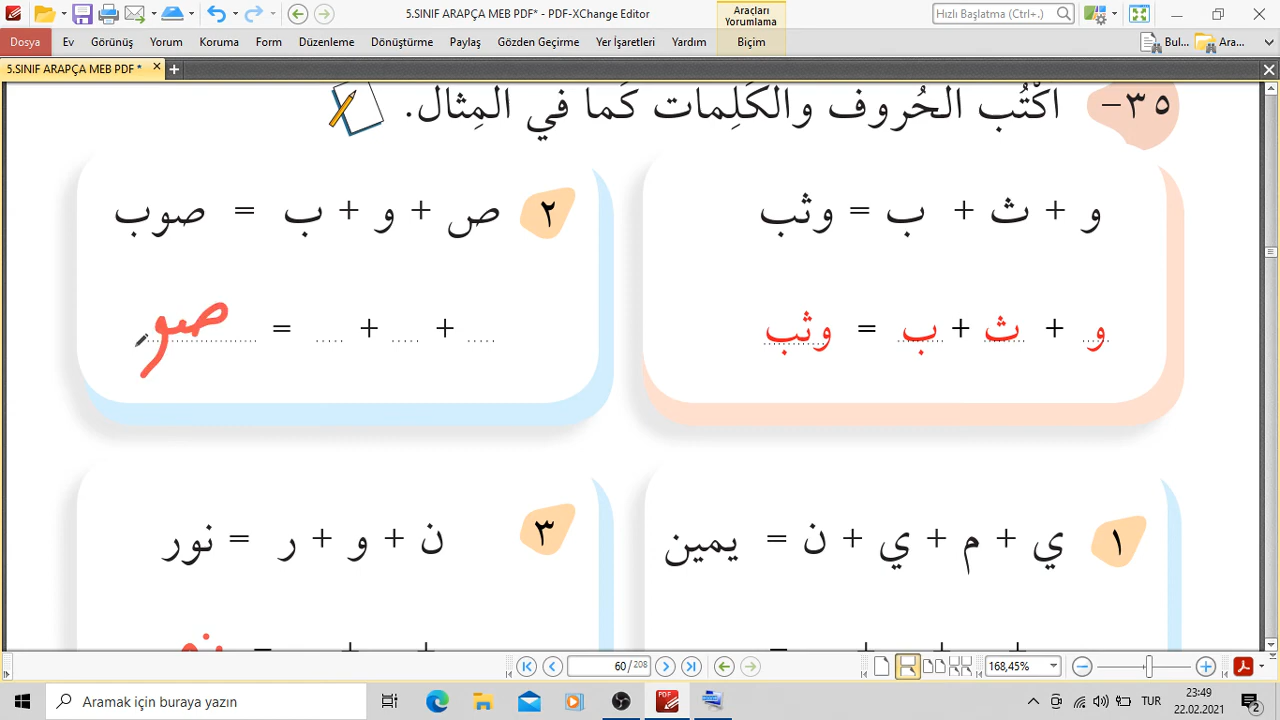 5.SINIF ARAPÇA MEB PDF* - PDF-XChange Editor
Araçları Yorumlama
Hızlı Başlatma (Ctrl+.)
Dosya Ev Görünüş Yorum Koruma Form Düzenleme Dönüştürme Paylaş Gözden Geçirme Yer İşaretleri Yardım Biçim Bul... Ara...
5.SINIF ARAPÇA MEB PDF *
٣٥- اُكْتُب الحُروف والكَلِمات كَما في المِثال.
و + ث + ب = وثب
و + ث + ب = وثب
٢ ص + و + ب = صوب
..... + ..... + ..... = صو
١ ي + م + ي + ن = يمين
٣ ن + و + ر = نور
60 / 208
168,45%
Aramak için buraya yazın
TUR
23:49
22.02.2021
2